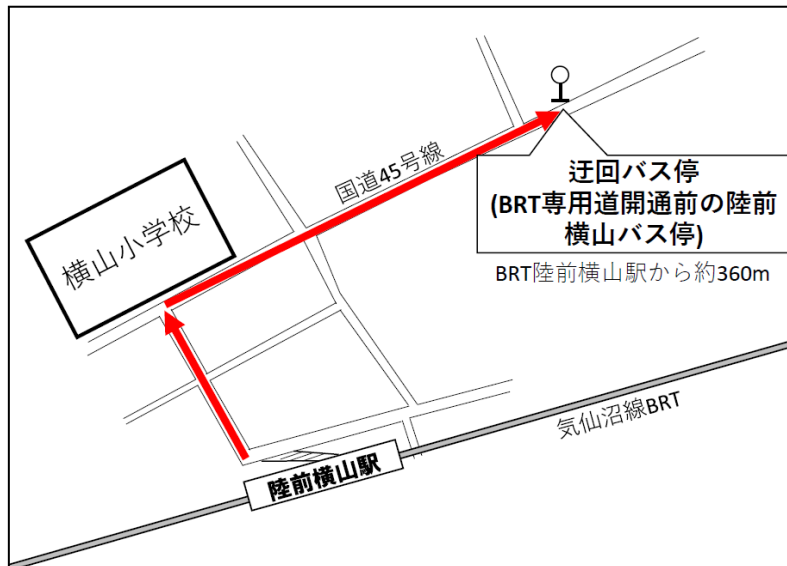 国道45号線
横山小学校
迂回バス停
(BRT専用道開通前の陸前
横山バス停)
BRT陸前横山駅から約360m
気仙沼線BRT
陸前横山駅